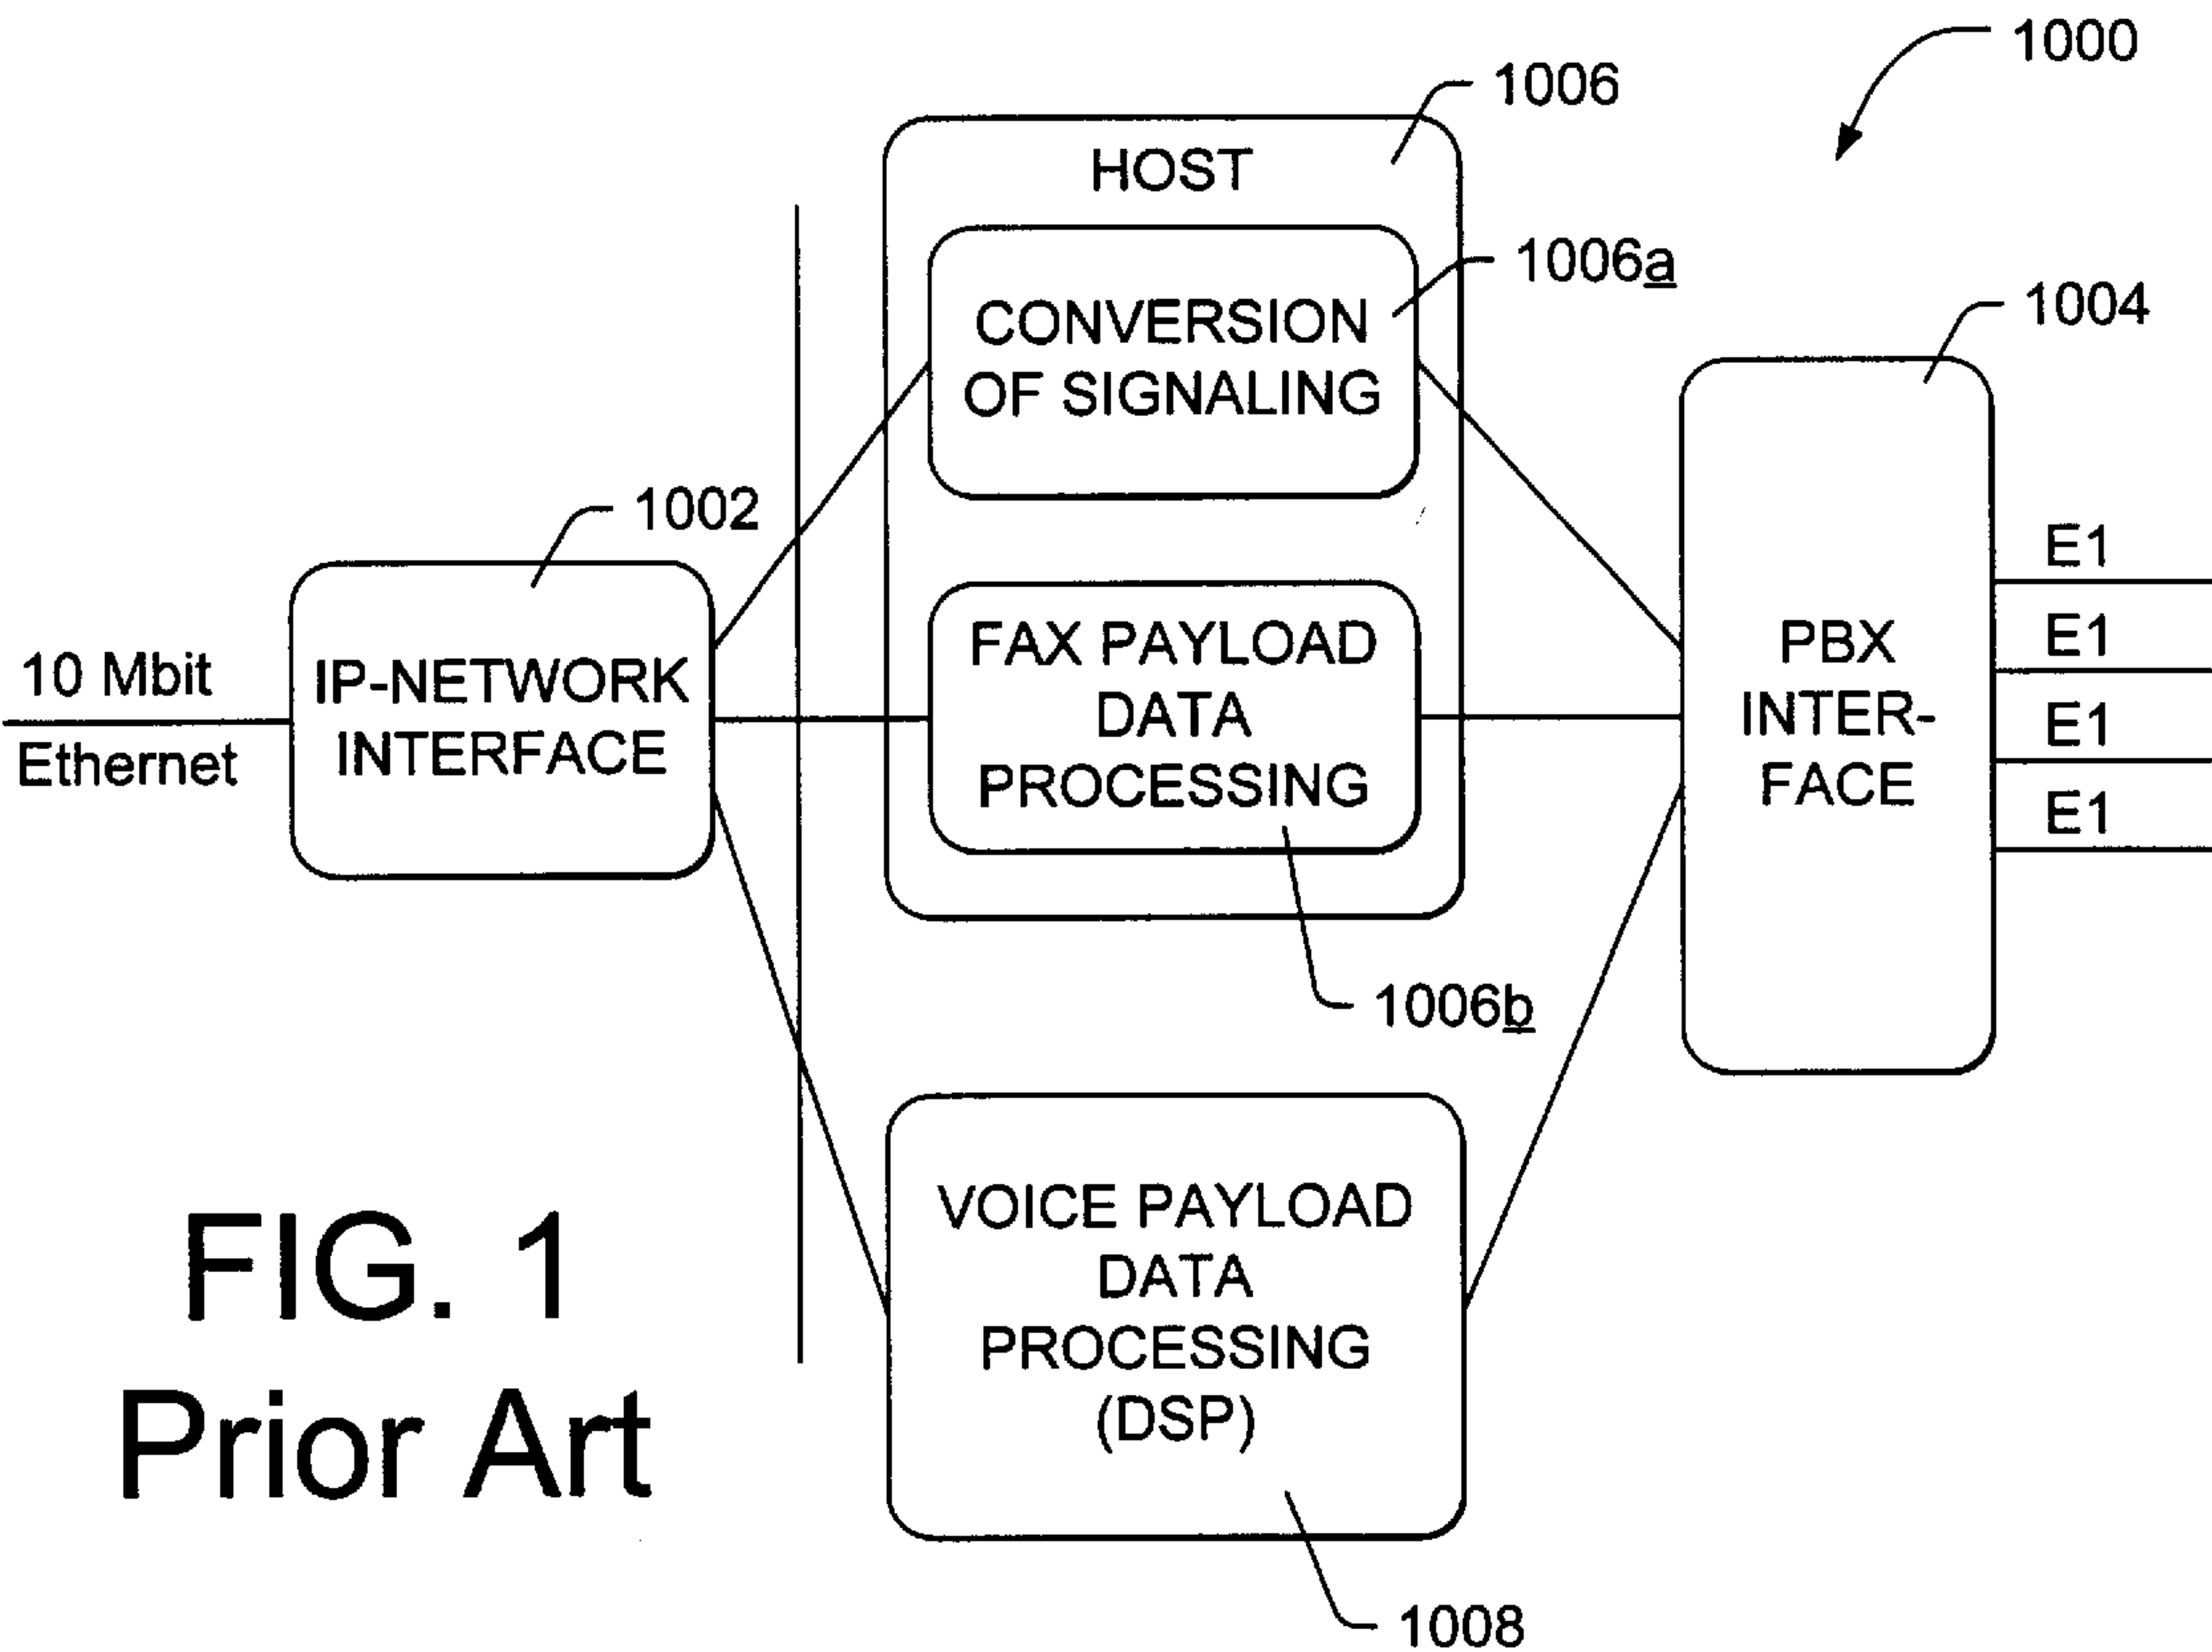 1000
1006
HOST
1006a
CONVERSION
OF SIGNALING
1004
1002
10 Mbit
Ethernet
IP-NETWORK
INTERFACE
FAX PAYLOAD
DATA
PROCESSING
1006b
PBX
INTER-
FACE
E1
E1
E1
E1
VOICE PAYLOAD
DATA
PROCESSING
(DSP)
1008
FIG. 1
Prior Art